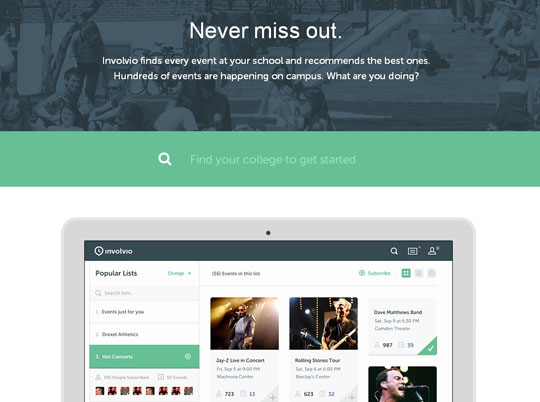 Never miss out.
Involvio finds every event at your school and recommends the best ones.
Hundreds of events are happening on campus. What are you doing?
Find your college to get started
involvio
Popular Lists
Change
Search lists...
1. Events just for you
2. Drexel Athletics
3. Hot Concerts
345 People Subscribed
10 Friends
(56) Events in this list
Subscribe
Jay-Z Live in Concert
Fri, Sep 5 at 9:00 PM
Wachovia Center
723
13
Rolling Stones Tour
Sat, Sep 6 at 6:00 PM
Barclay's Center
623
32
Dave Matthews Band
Sat, Sep 9 at 6:30 PM
Camden Theater
987
39